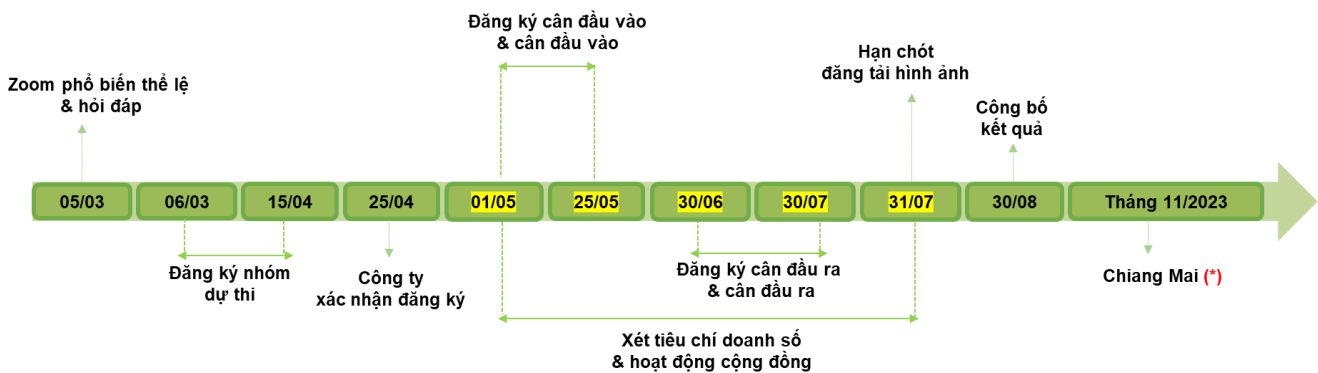 Đăng ký cân đầu vào
& cân đầu vào
Hạn chót
đăng tải hình ảnh
Zoom phổ biến thể lệ
& hỏi đáp
Công bố
kết quả
05/03
06/03
15/04
25/04
01/05
25/05
30/06
30/07
31/07
30/08
Tháng 11/2023
Đăng ký nhóm
dự thi
Công ty
xác nhận đăng ký
Đăng ký cân đầu ra
& cân đầu ra
Chiang Mai (*)
Xét tiêu chí doanh số
& hoạt động cộng đồng